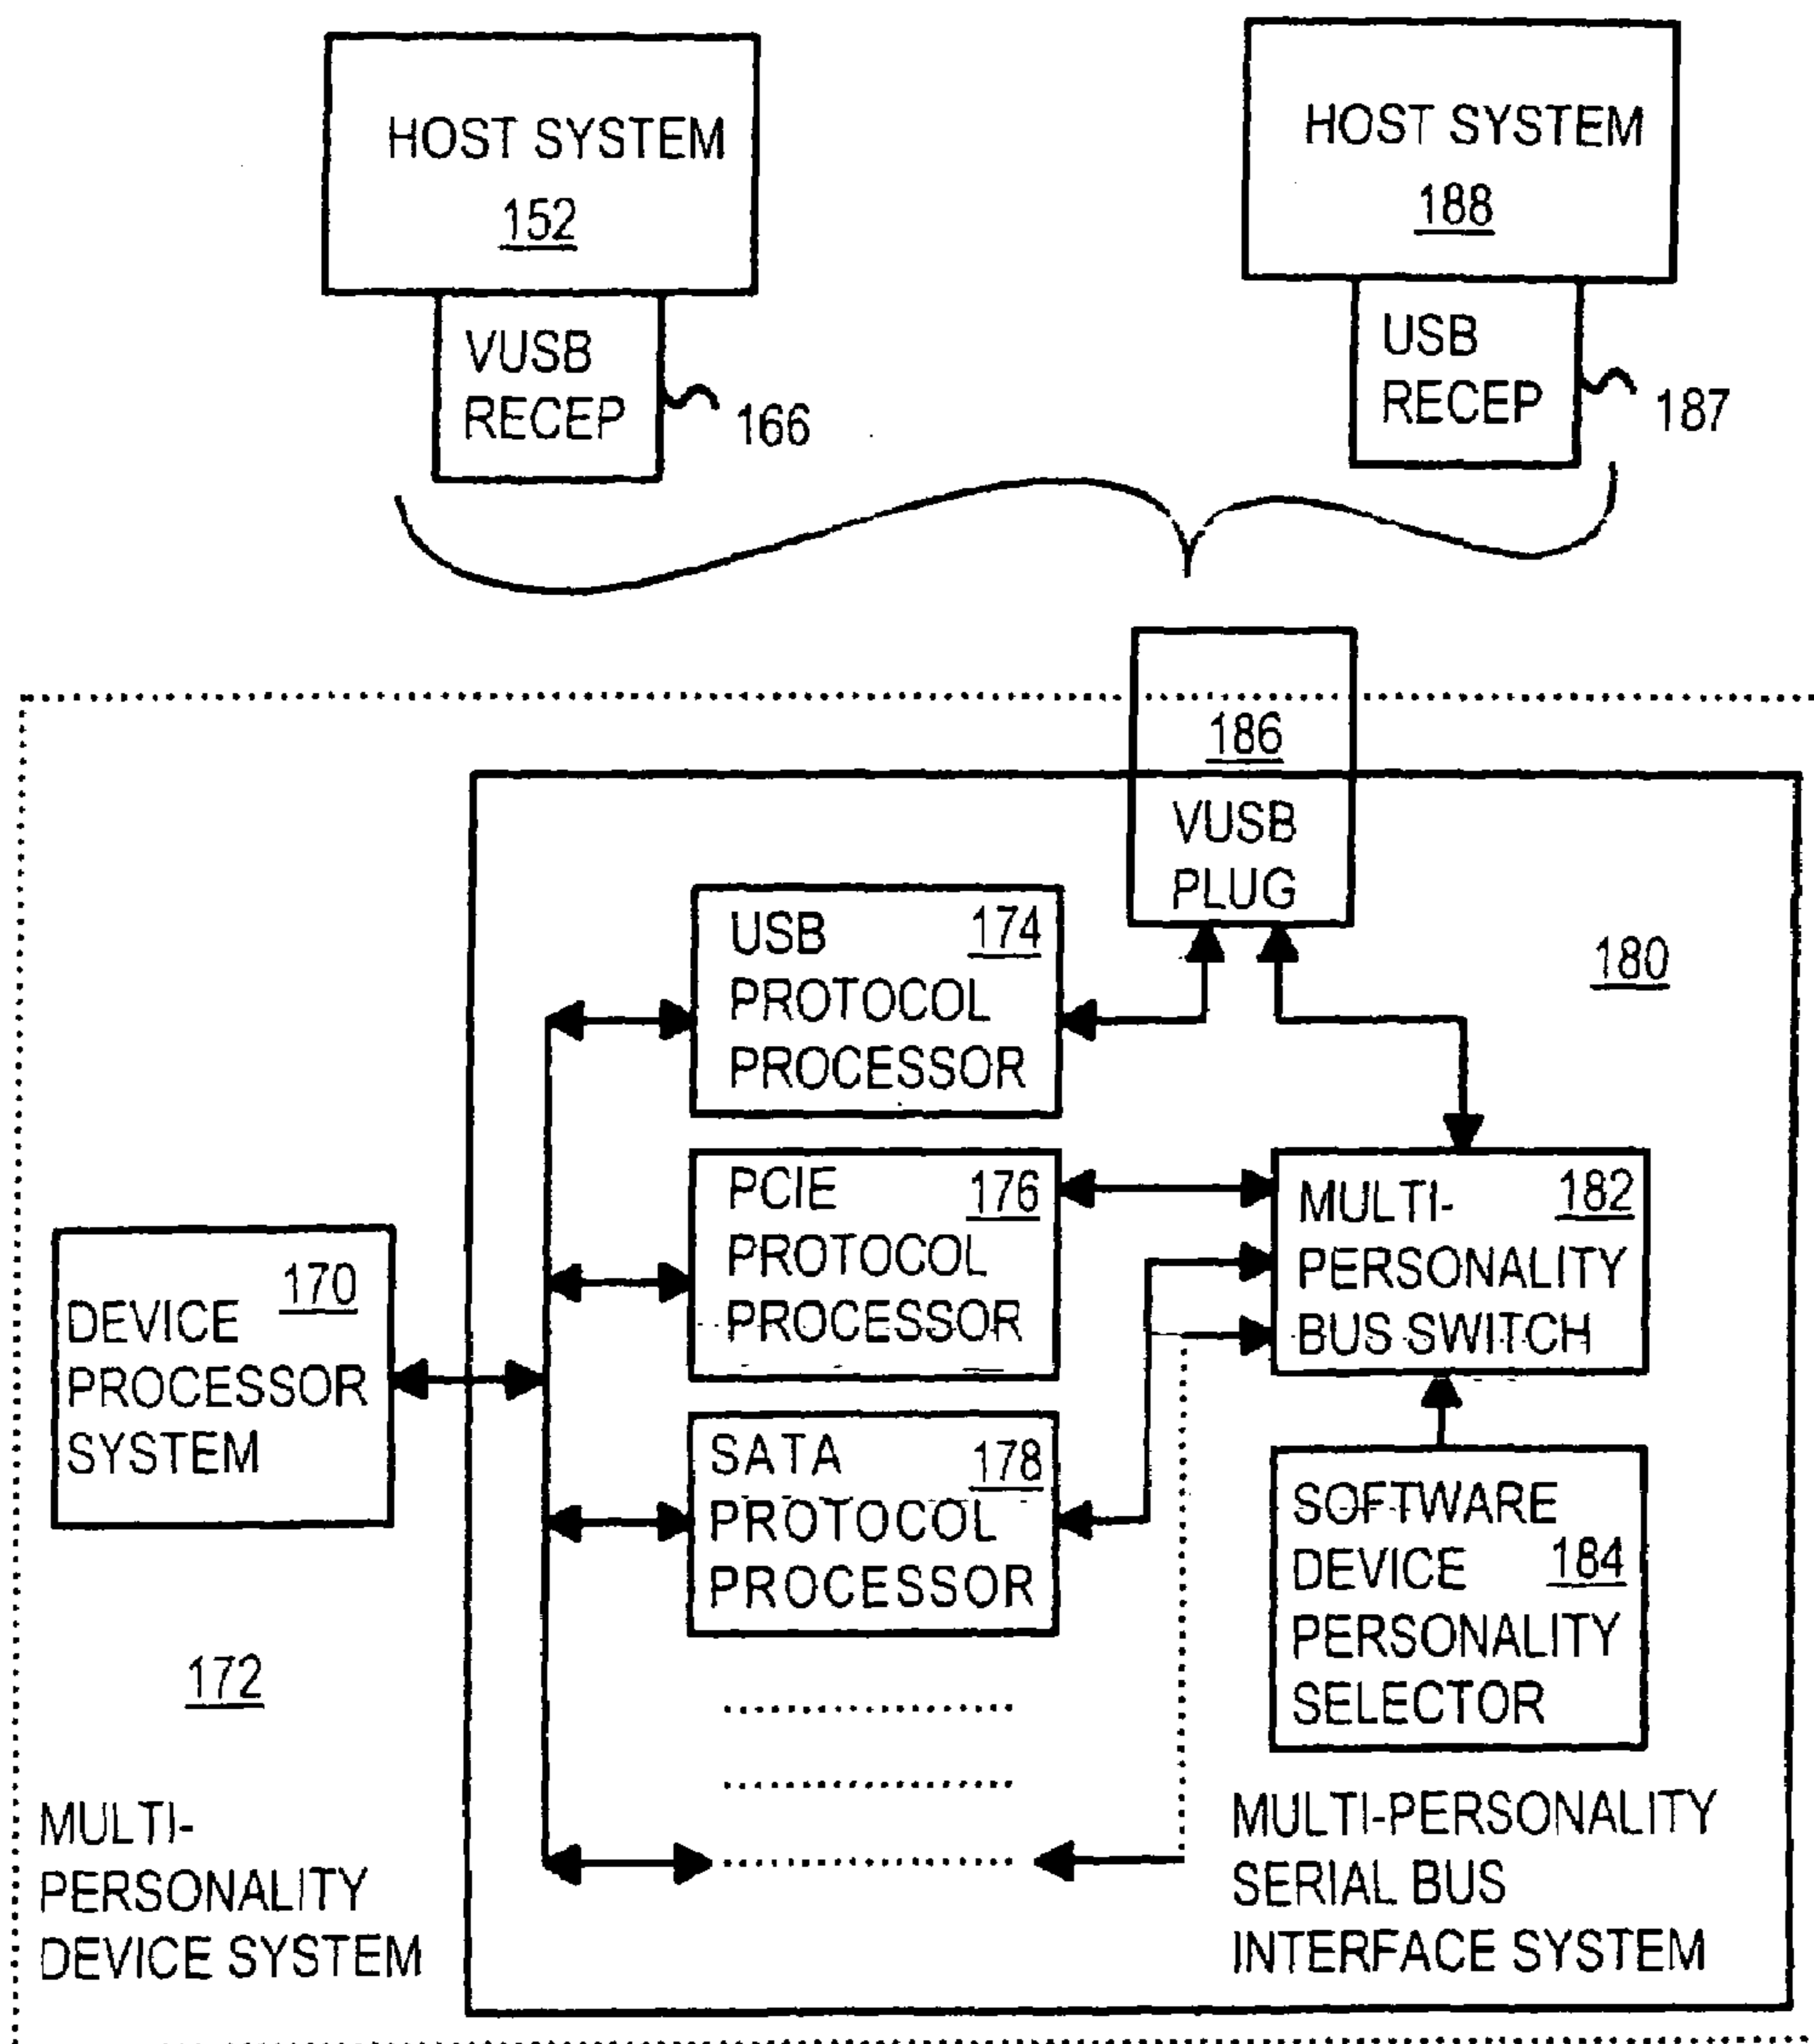 HOST SYSTEM
152
VUSB
RECEP
166
HOST SYSTEM
188
USB
RECEP
187
186
VUSB
PLUG
180
USB
174
PROTOCOL
PROCESSOR
PCIE
176
PROTOCOL
PROCESSOR
SATA
178
PROTOCOL
PROCESSOR
MULTI-
182
PERSONALITY
BUS SWITCH
SOFTWARE
DEVICE
184
PERSONALITY
SELECTOR
170
DEVICE
PROCESSOR
SYSTEM
172
MULTI-
PERSONALITY
DEVICE SYSTEM
MULTI-PERSONALITY
SERIAL BUS
INTERFACE SYSTEM